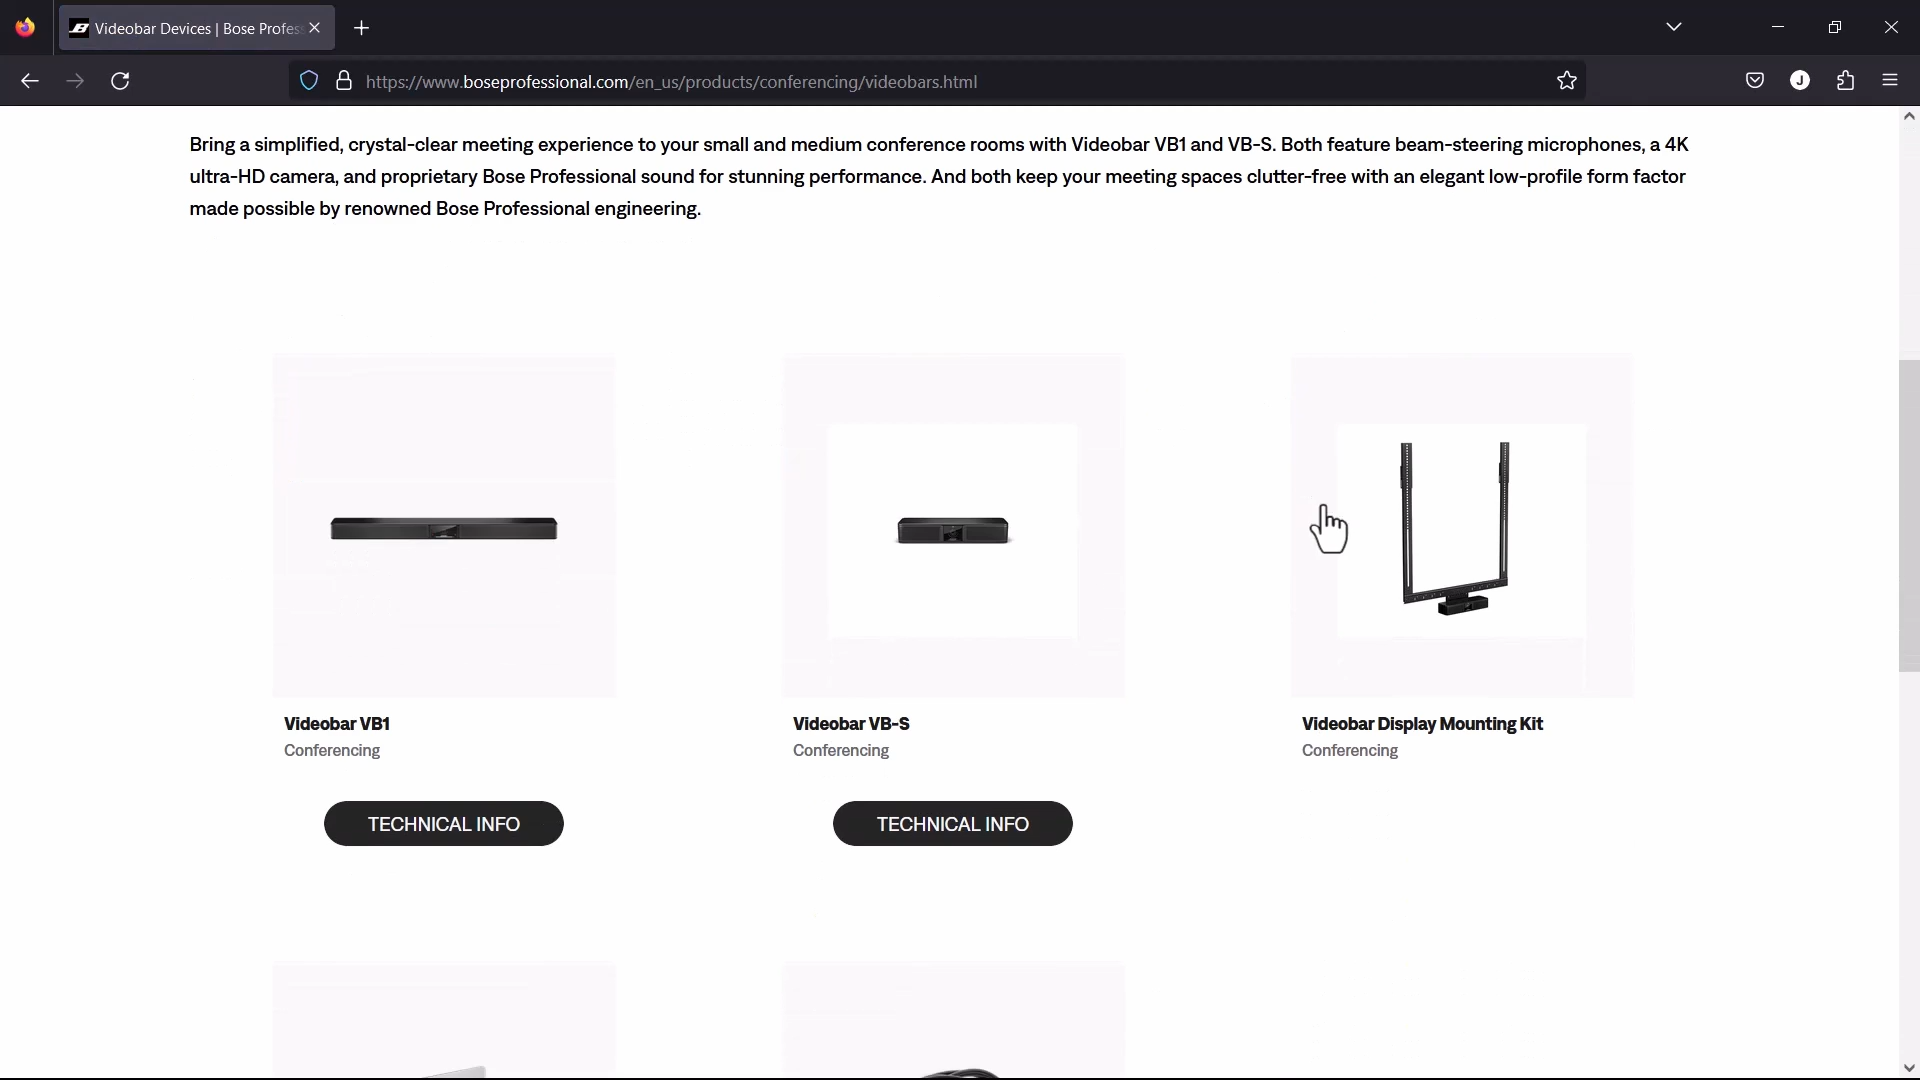 Videobar Devices | Bose Profes
https://www.boseprofessional.com/en_us/products/conferencing/videobars.html
J
Bring a simplified, crystal-clear meeting experience to your small and medium conference rooms with Videobar VB1 and VB-S. Both feature beam-steering microphones, a 4K
ultra-HD camera, and proprietary Bose Professional sound for stunning performance. And both keep your meeting spaces clutter-free with an elegant low-profile form factor
made possible by renowned Bose Professional engineering.
Videobar VB1
Conferencing
TECHNICAL INFO
Videobar VB-S
Conferencing
TECHNICAL INFO
Videobar Display Mounting Kit
Conferencing